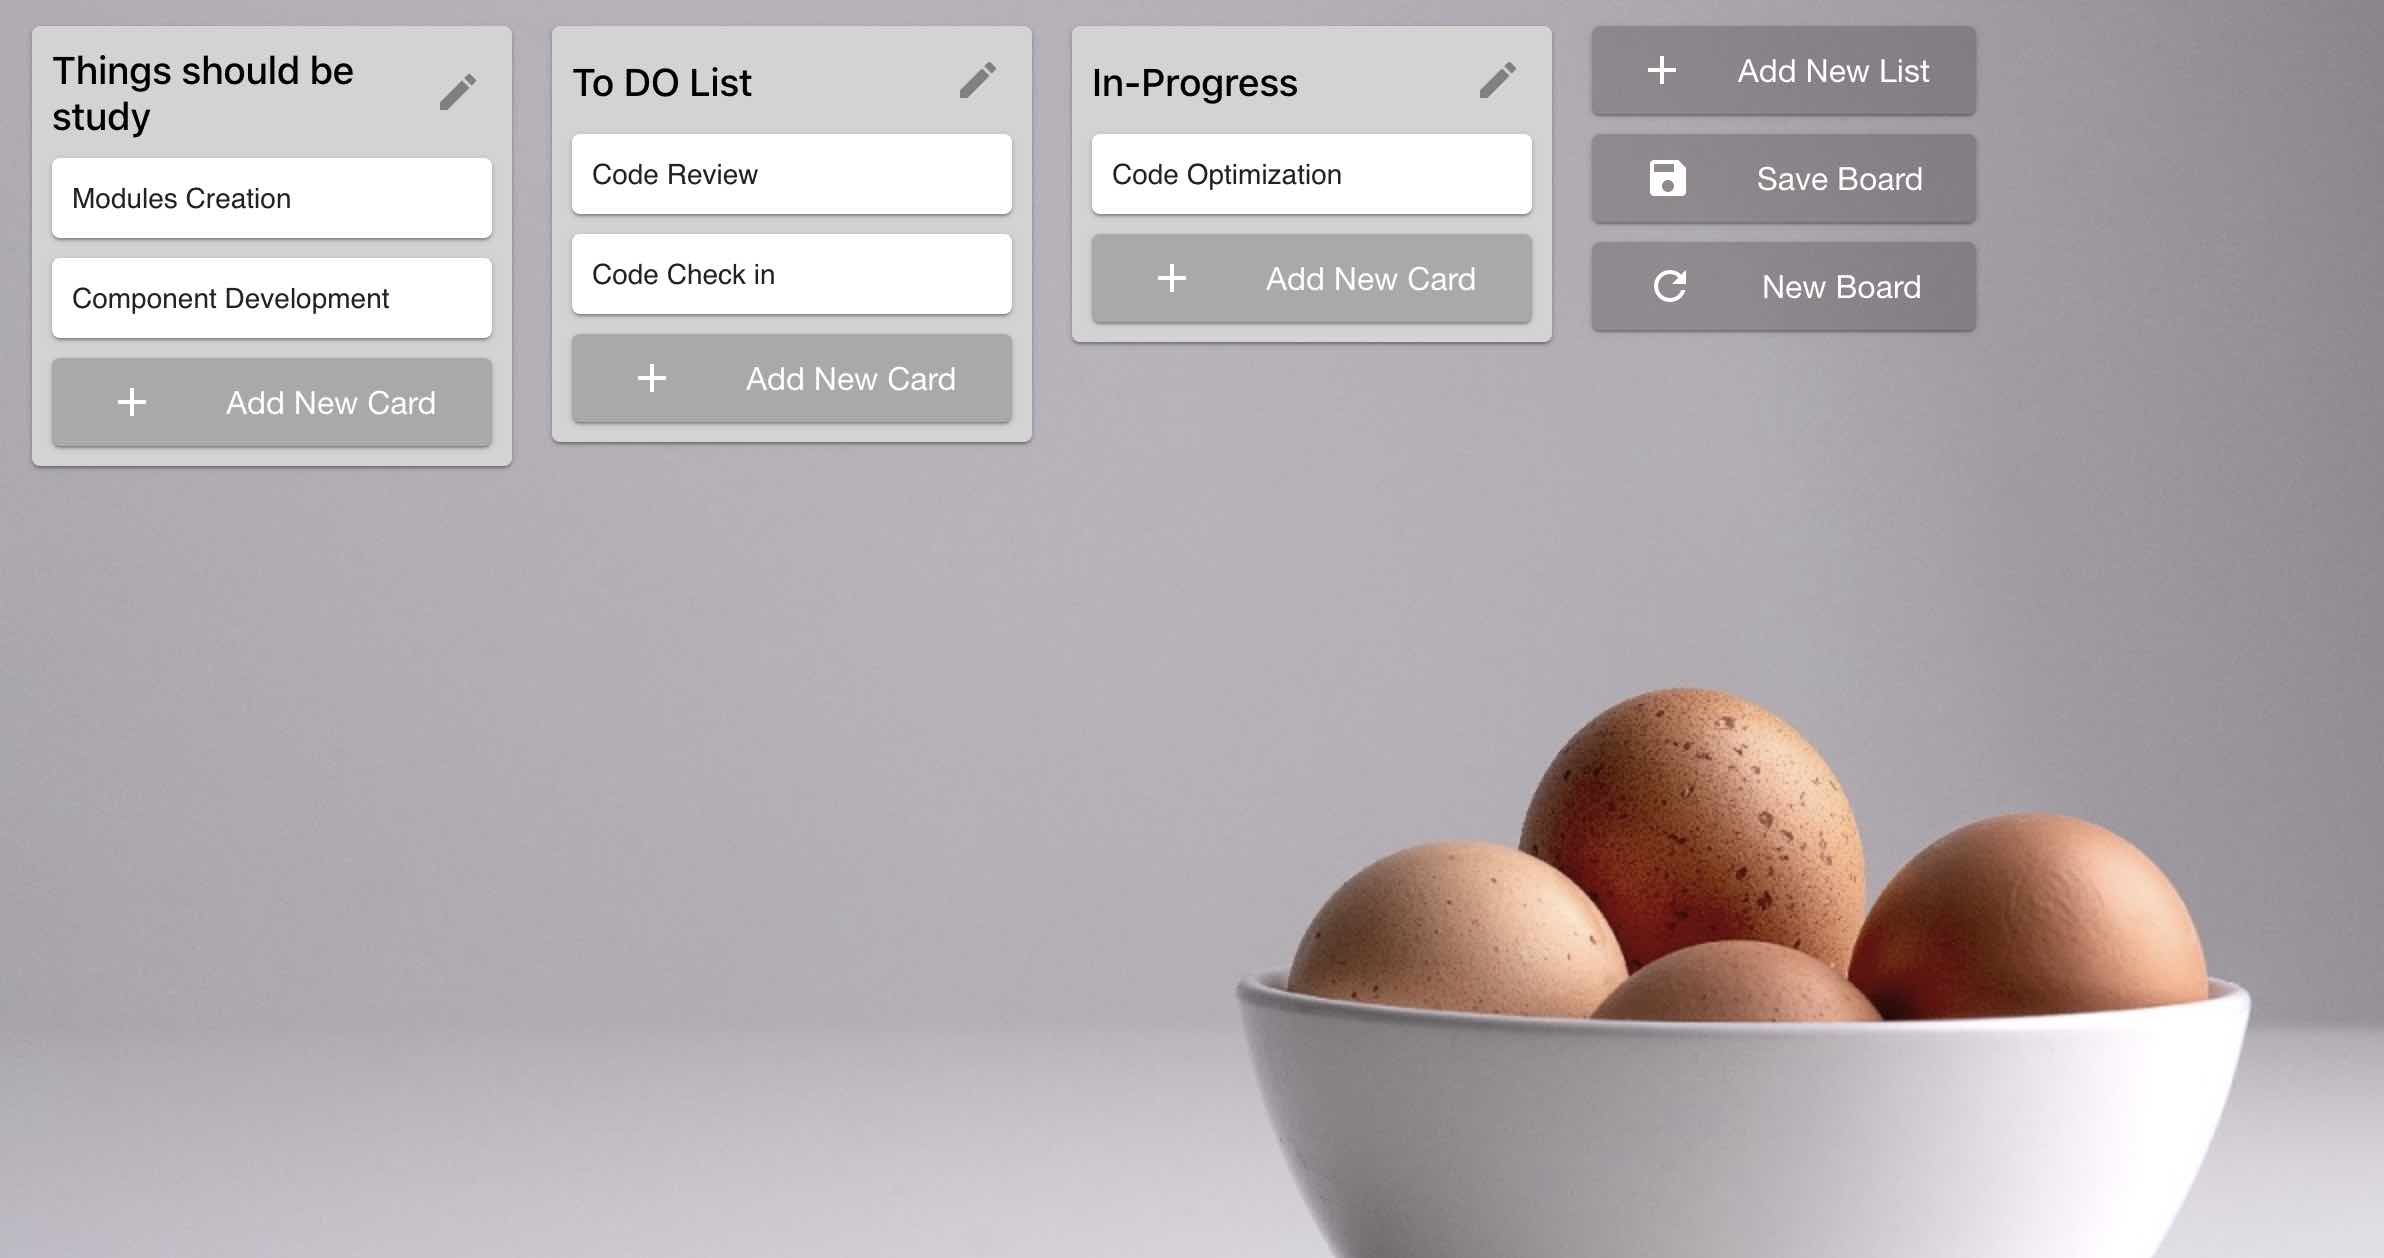 Things should be
study
Modules Creation
Component Development
Add New Card
To DO List
Code Review
Code Check in
Add New Card
In-Progress
Code Optimization
Add New Card
Add New List
Save Board
New Board